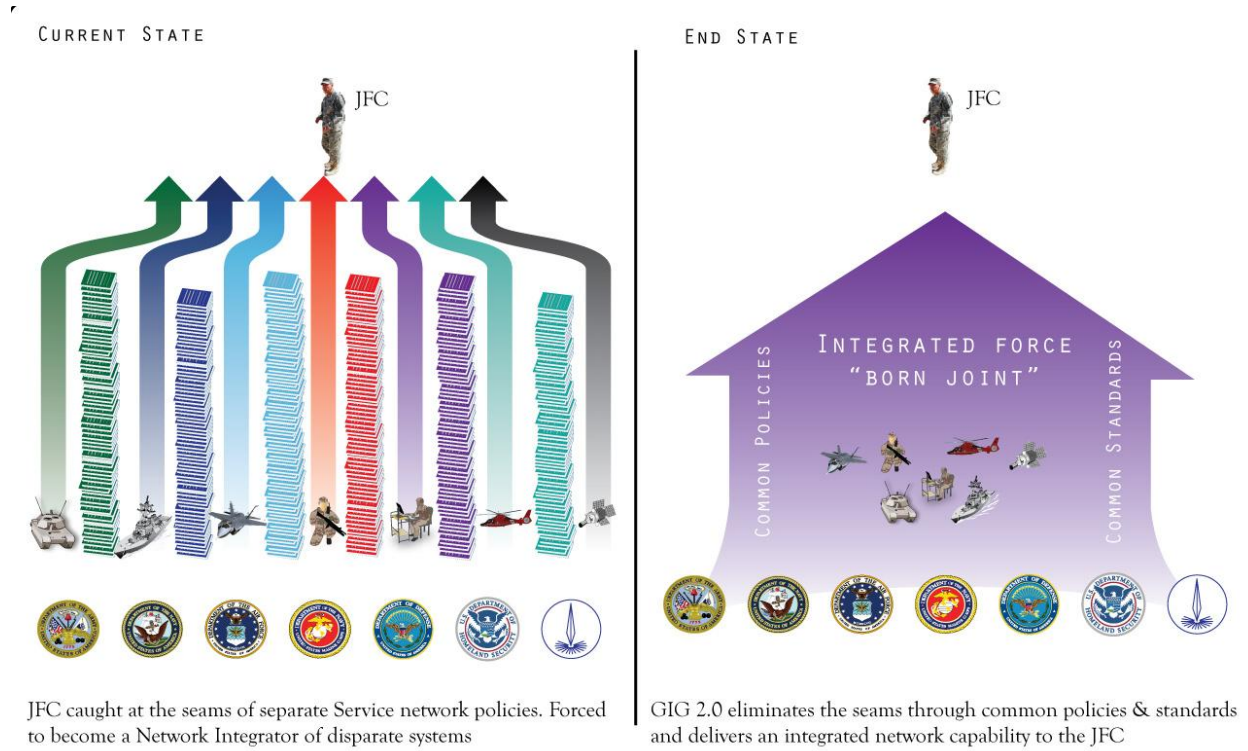 CURRENT STATE
JFC
JFC caught at the seams of separate Service network policies. Forced
to become a Network Integrator of disparate systems
END STATE
JFC
INTEGRATED FORCE
“BORN JOINT”
COMMON POLICIES
COMMON STANDARDS
GIG 2.0 eliminates the seams through common policies & standards
and delivers an integrated network capability to the JFC